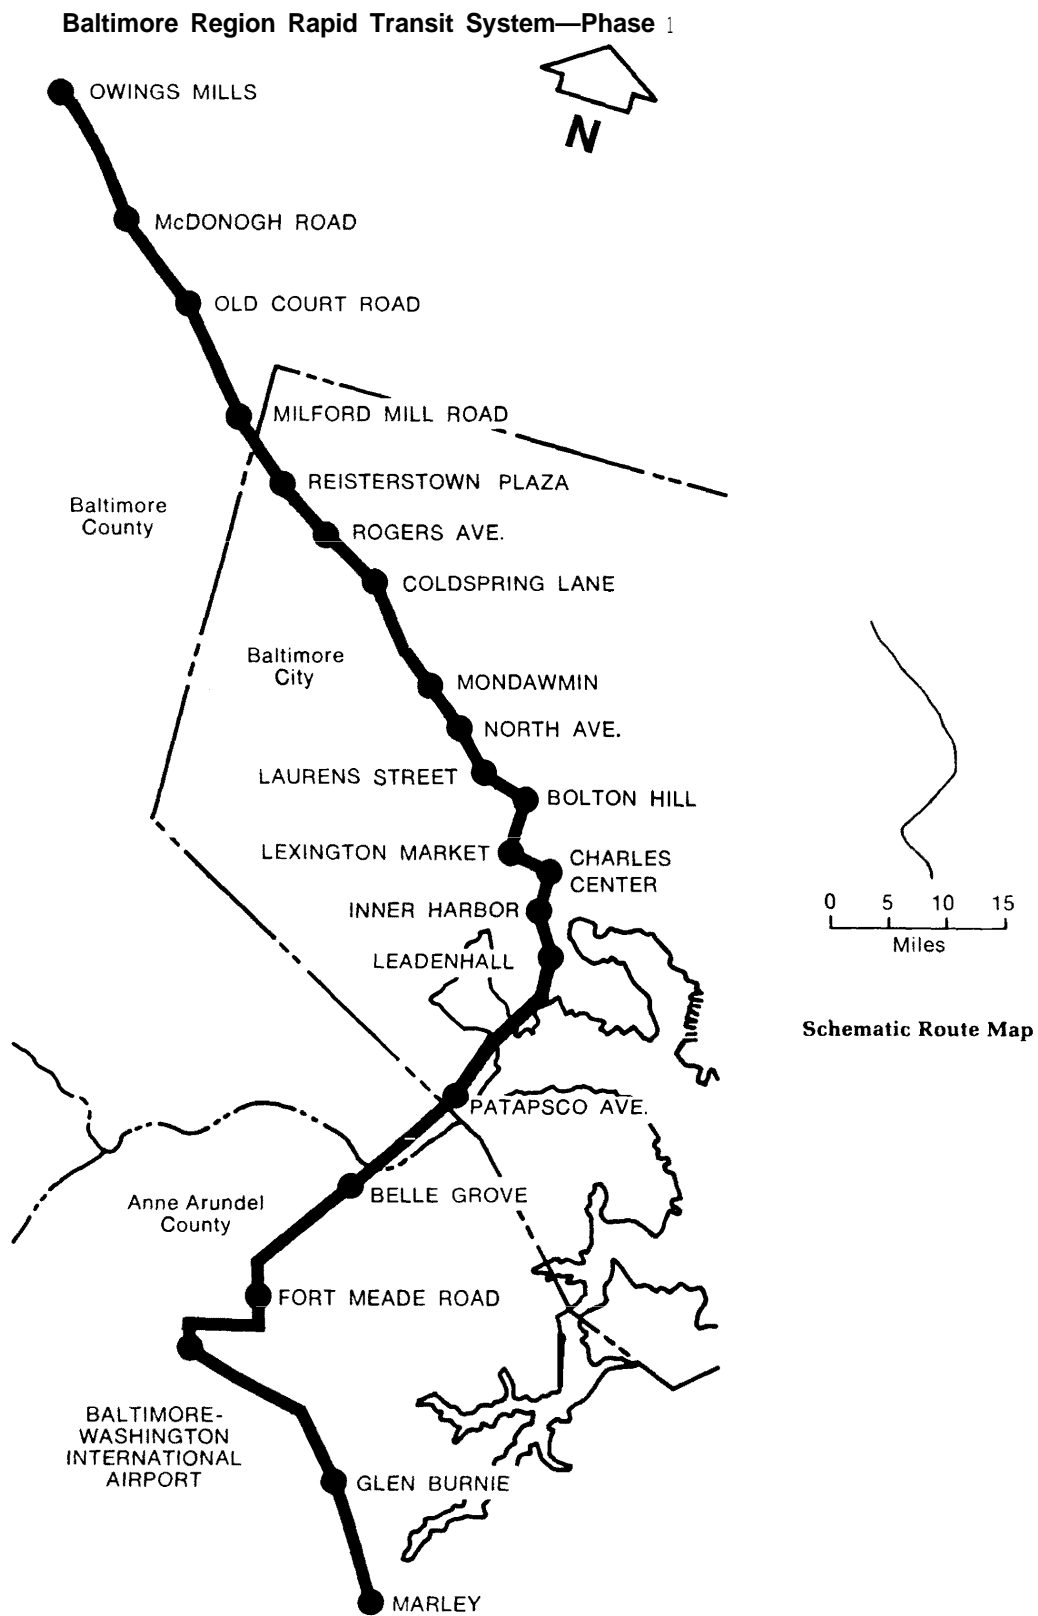 Baltimore Region Rapid Transit System—Phase 1
N
OWINGS MILLS
McDONOGH ROAD
OLD COURT ROAD
MILFORD MILL ROAD
REISTERSTOWN PLAZA
Baltimore
County
ROGERS AVE.
COLDSPRING LANE
Baltimore
City
MONDAWMIN
NORTH AVE.
LAURENS STREET
BOLTON HILL
LEXINGTON MARKET
CHARLES
CENTER
INNER HARBOR
0 5 10 15
Miles
LEADENHALL
Schematic Route Map
PATAPSCO AVE.
BELLE GROVE
Anne Arundel
County
FORT MEADE ROAD
BALTIMORE-
WASHINGTON
INTERNATIONAL
AIRPORT
GLEN BURNIE
MARLEY